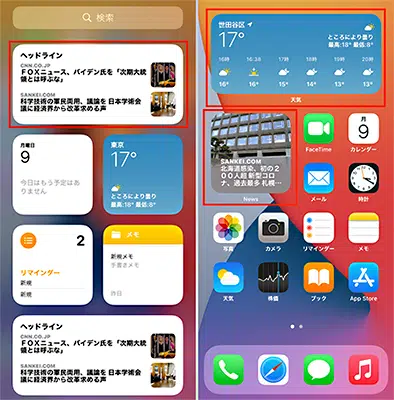 検索
ヘッドライン
CNN.CO.JP
FOXニュース、バイデン氏を「次期大統
領とは呼ぶな」
SANKEI.COM
科学技術の軍民両用、議論を 日本学術会
議に経済界から改革求める声
月曜日
9
今日はもう予定はあ
りません
東京
17°
ところにより曇り
最高:18° 最低:8°
2
リマインダー
新規
新規
メモ
新規メモ
手書きメモ
昨日
ヘッドライン
CNN.CO.JP
FOXニュース、バイデン氏を「次期大統
領とは呼ぶな」
SANKEI.COM
科学技術の軍民両用、議論を 日本学術会
議に経済界から改革求める声
世田谷区
17°
ところにより曇り
最高:18° 最低:8°
16時 16:38 17時 18時 19時 20時
16° 16° 16° 15° 14° 13°
天気
SANKEI.COM
北海道感染、初の2
00人超 新型コロ
ナ、過去最多 札幌…
News
FaceTime
月
9
カレンダー
メール
時計
写真
カメラ
リマインダー
メモ
天気
株価
ブック
App Store